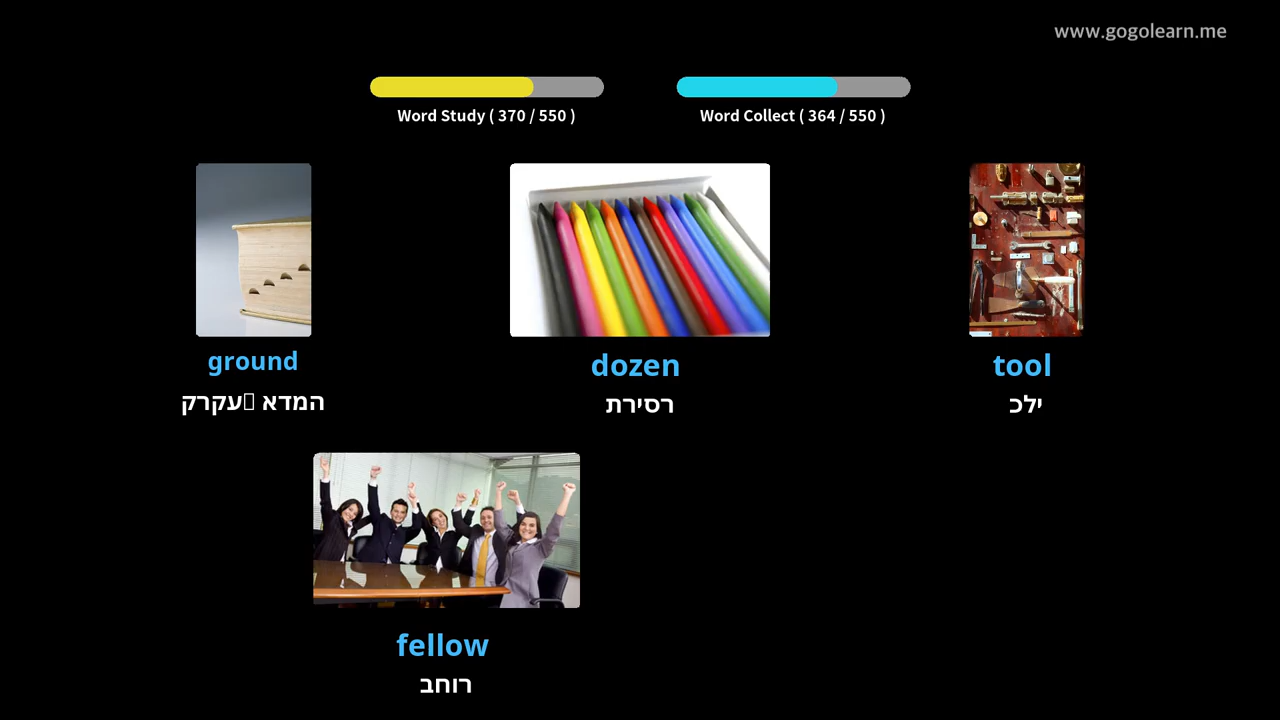 www.gogolearn.me
Word Study ( 370 / 550 )
Word Collect ( 364 / 550 )
ground
המדא עקרק
dozen
רסירת
tool
ילכ
fellow
רוחב